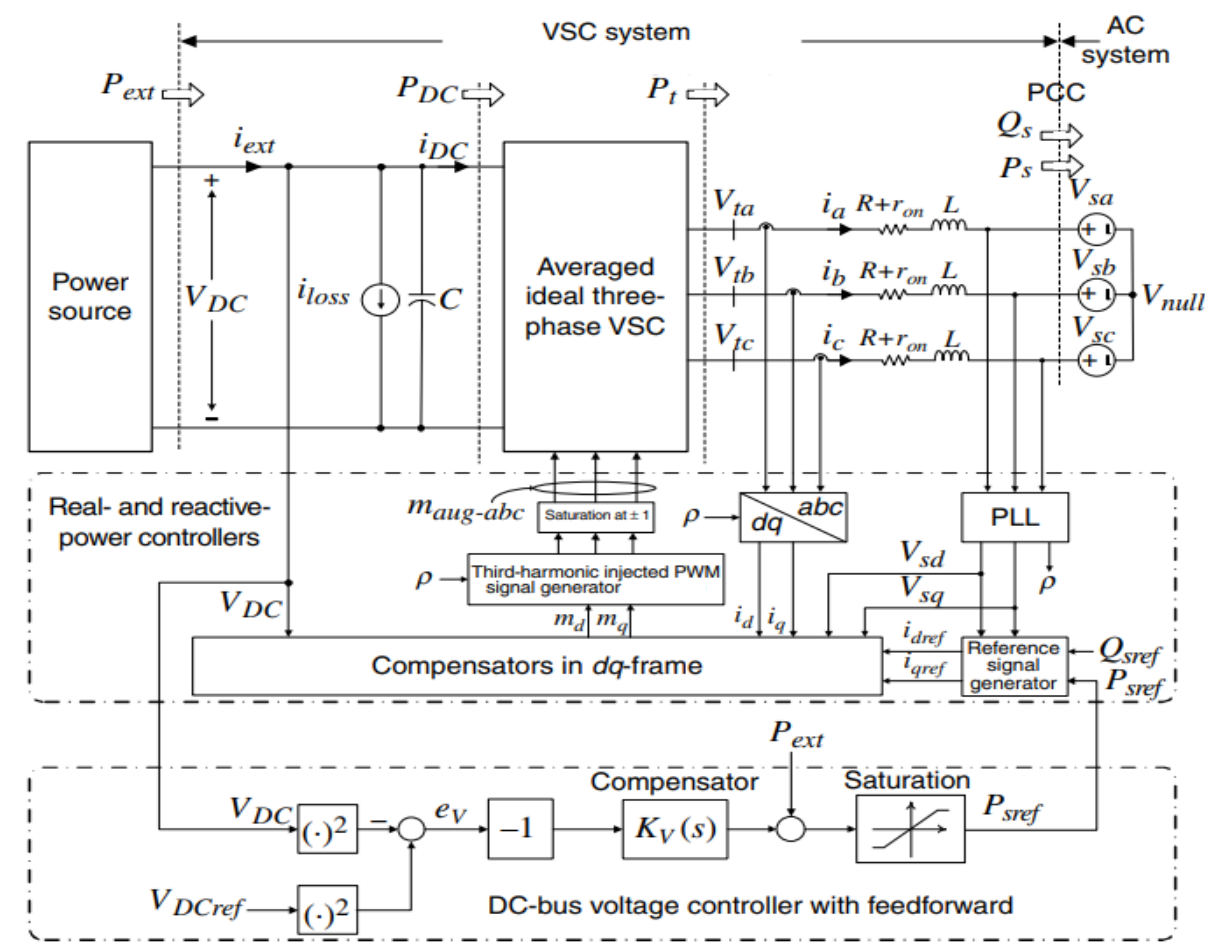 VSC system
AC
system
P_ext
P_DC
P_t
PCC
Q_s
P_s
i_ext
i_DC
V_sa
+
V_ta
i_a
R+r_on
L
+
Power
source
V_DC
i_loss
C
Averaged
ideal three-
phase VSC
V_tb
i_b
R+r_on
L
V_sb
+
V_null
V_tc
i_c
R+r_on
L
V_sc
+
−
Real- and reactive-
power controllers
m_aug-abc
Saturation at ± 1
ρ
dq
abc
PLL
ρ
Third-harmonic injected PWM
signal generator
V_sd
ρ
V_sq
V_DC
m_d
m_q
i_d
i_q
i_dref
i_qref
Compensators in dq-frame
Reference
signal
generator
Q_sref
P_sref
P_ext
Compensator
Saturation
V_DC
(·)²
−
e_V
−1
K_V(s)
P_sref
V_DCref
(·)²
DC-bus voltage controller with feedforward